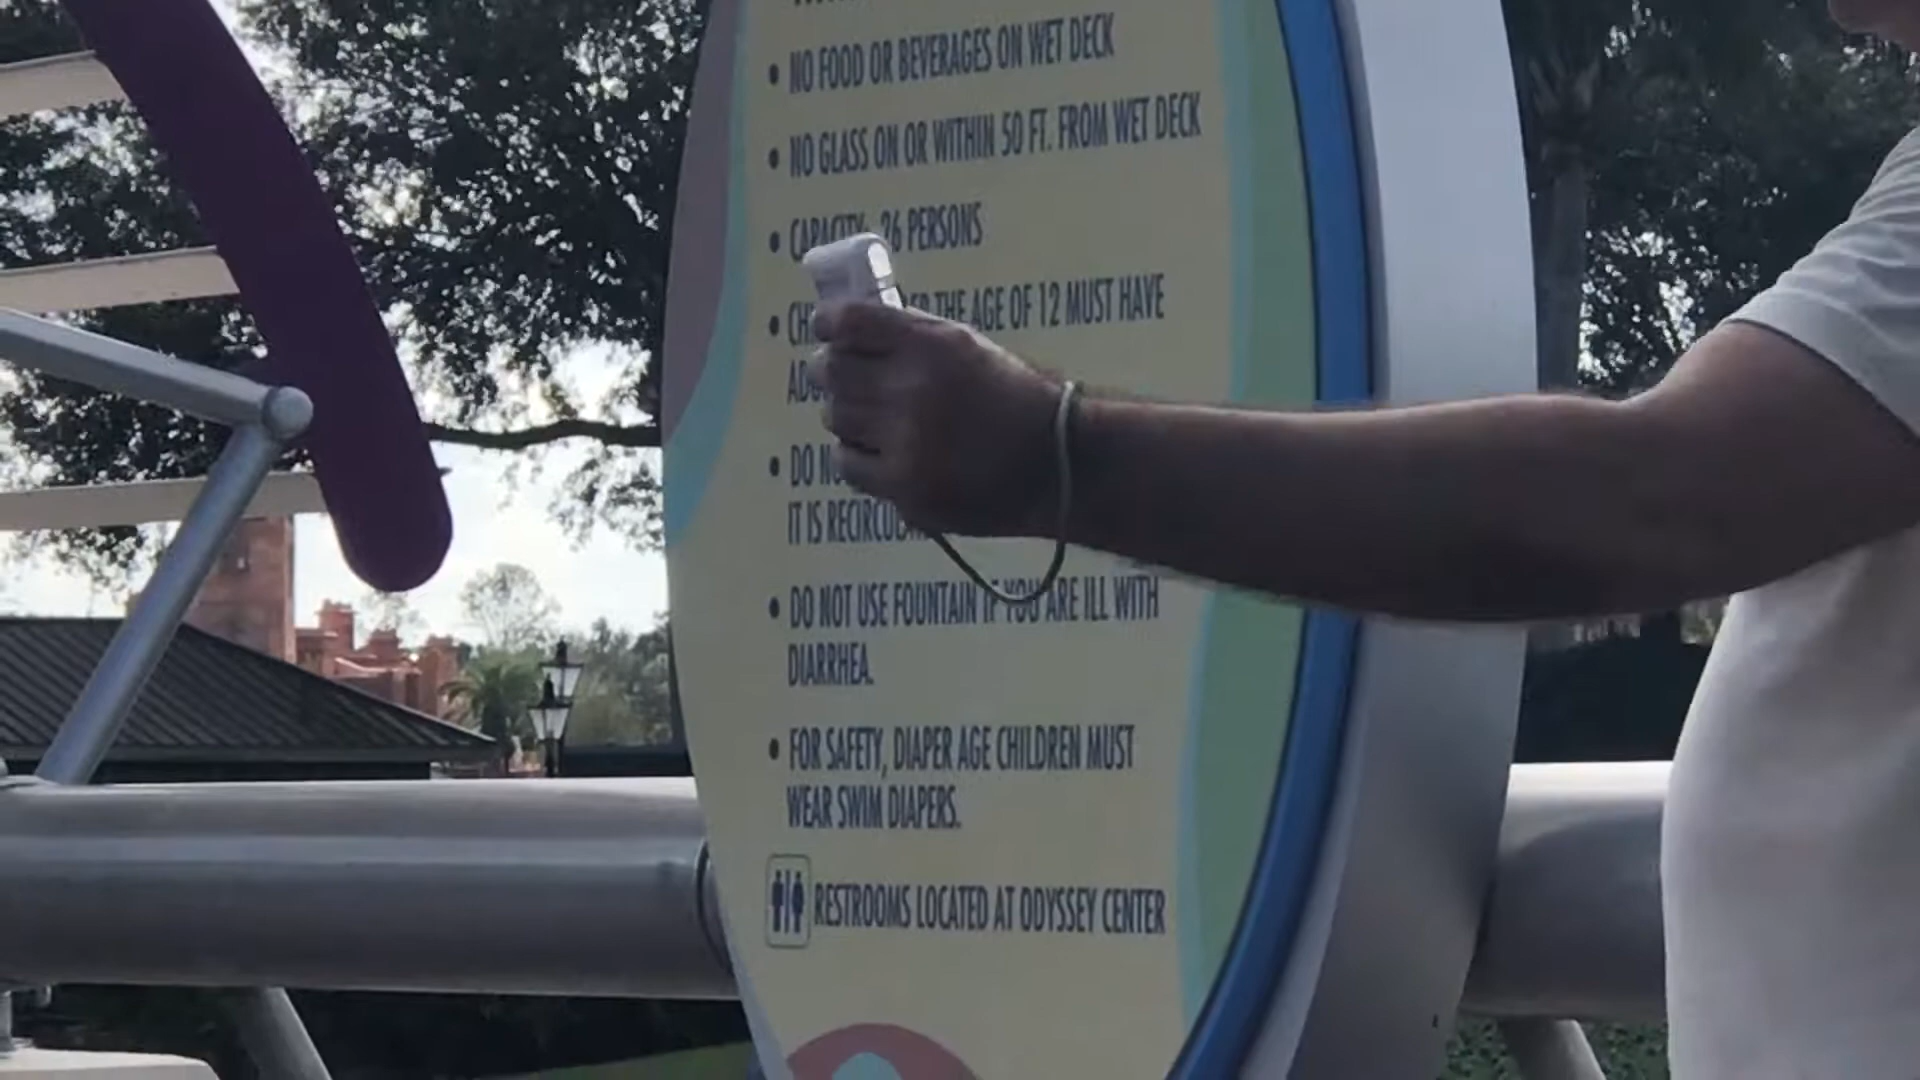 • NO FOOD OR BEVERAGES ON WET DECK
• NO GLASS ON OR WITHIN 50 FT. FROM WET DECK
• CAPACITY - 26 PERSONS
• THE AGE OF 12 MUST HAVE
• DO
IT IS
• DO NOT USE FOUNTAIN IF YOU ARE ILL WITH
DIARRHEA.
• FOR SAFETY, DIAPER AGE CHILDREN MUST
WEAR SWIM DIAPERS.
RESTROOMS LOCATED AT ODYSSEY CENTER